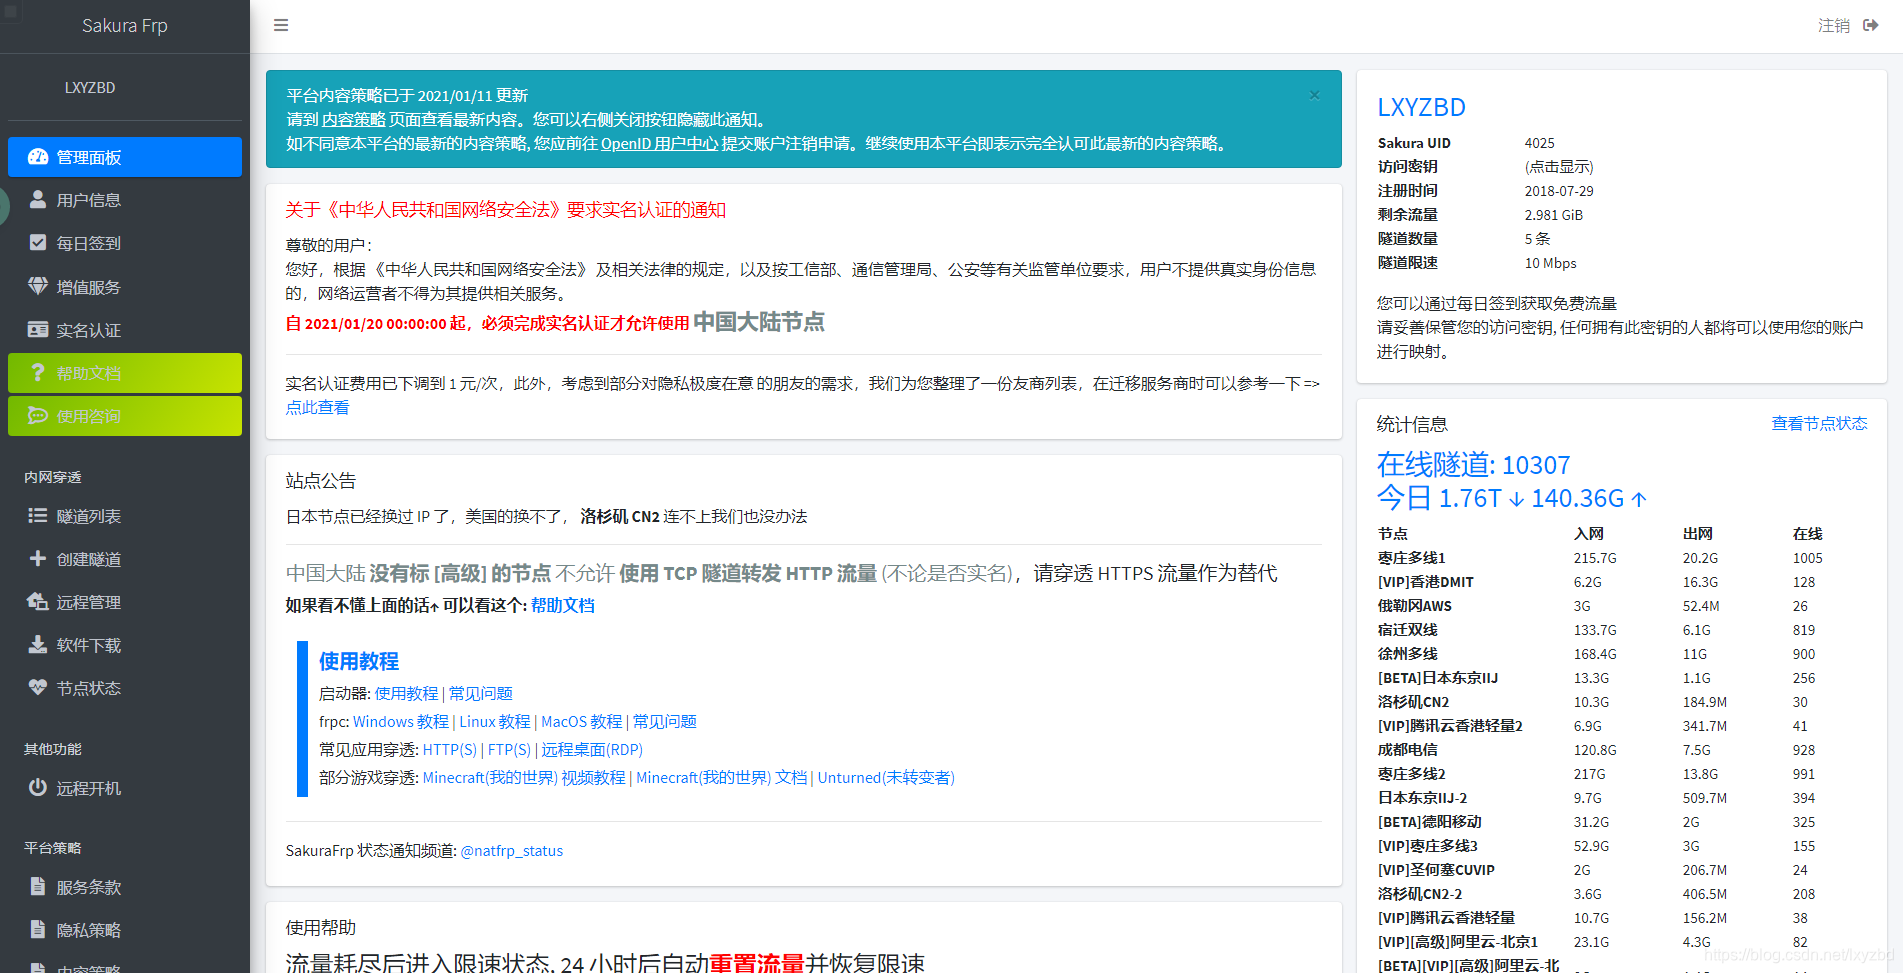 Sakura Frp
LXYZBD
管理面板
用户信息
每日签到
增值服务
实名认证
帮助文档
使用咨询
内网穿透
隧道列表
创建隧道
远程管理
软件下载
节点状态
其他功能
远程开机
平台策略
服务条款
隐私策略
内容策略
注销
平台内容策略已于 2021/01/11 更新
×
请到 内容策略 页面查看最新内容。您可以右侧关闭按钮隐藏此通知。
如不同意本平台的最新的内容策略, 您应前往 OpenID 用户中心 提交账户注销申请。继续使用本平台即表示完全认可此最新的内容策略。
关于《中华人民共和国网络安全法》要求实名认证的通知
尊敬的用户：
您好，根据 《中华人民共和国网络安全法》 及相关法律的规定，以及按工信部、通信管理局、公安等有关监管单位要求，用户不提供真实身份信息
的，网络运营者不得为其提供相关服务。
自 2021/01/20 00:00:00 起，必须完成实名认证才允许使用 中国大陆节点
实名认证费用已下调到 1 元/次，此外，考虑到部分对隐私极度在意 的朋友的需求，我们为您整理了一份友商列表，在迁移服务商时可以参考一下 =>
点此查看
站点公告
日本节点已经换过 IP 了，美国的换不了， 洛杉矶 CN2 连不上我们也没办法
中国大陆 没有标 [高级] 的节点 不允许 使用 TCP 隧道转发 HTTP 流量 (不论是否实名)，请穿透 HTTPS 流量作为替代
如果看不懂上面的话↑ 可以看这个: 帮助文档
使用教程
启动器: 使用教程 | 常见问题
frpc: Windows 教程 | Linux 教程 | MacOS 教程 | 常见问题
常见应用穿透: HTTP(S) | FTP(S) | 远程桌面(RDP)
部分游戏穿透: Minecraft(我的世界) 视频教程 | Minecraft(我的世界) 文档 | Unturned(未转变者)
SakuraFrp 状态通知频道: @natfrp_status
使用帮助
流量耗尽后进入限速状态, 24 小时后自动重置流量并恢复限速
LXYZBD
Sakura UID 4025
访问密钥 (点击显示)
注册时间 2018-07-29
剩余流量 2.981 GiB
隧道数量 5 条
隧道限速 10 Mbps
您可以通过每日签到获取免费流量
请妥善保管您的访问密钥, 任何拥有此密钥的人都将可以使用您的账户
进行映射。
统计信息 查看节点状态
在线隧道: 10307
今日 1.76T ↓ 140.36G ↑
节点 入网 出网 在线
枣庄多线1 215.7G 20.2G 1005
[VIP]香港DMIT 6.2G 16.3G 128
俄勒冈AWS 3G 52.4M 26
宿迁双线 133.7G 6.1G 819
徐州多线 168.4G 11G 900
[BETA]日本东京IIJ 13.3G 1.1G 256
洛杉矶CN2 10.3G 184.9M 30
[VIP]腾讯云香港轻量2 6.9G 341.7M 41
成都电信 120.8G 7.5G 928
枣庄多线2 217G 13.8G 991
日本东京IIJ-2 9.7G 509.7M 394
[BETA]德阳移动 31.2G 2G 325
[VIP]枣庄多线3 52.9G 3G 155
[VIP]圣何塞CUVIP 2G 206.7M 24
洛杉矶CN2-2 3.6G 406.5M 208
[VIP]腾讯云香港轻量 10.7G 156.2M 38
[VIP][高级]阿里云-北京1 23.1G 4.3G 82
[BETA][VIP][高级]阿里云-北
https://blog.csdn.net/lxyzbd